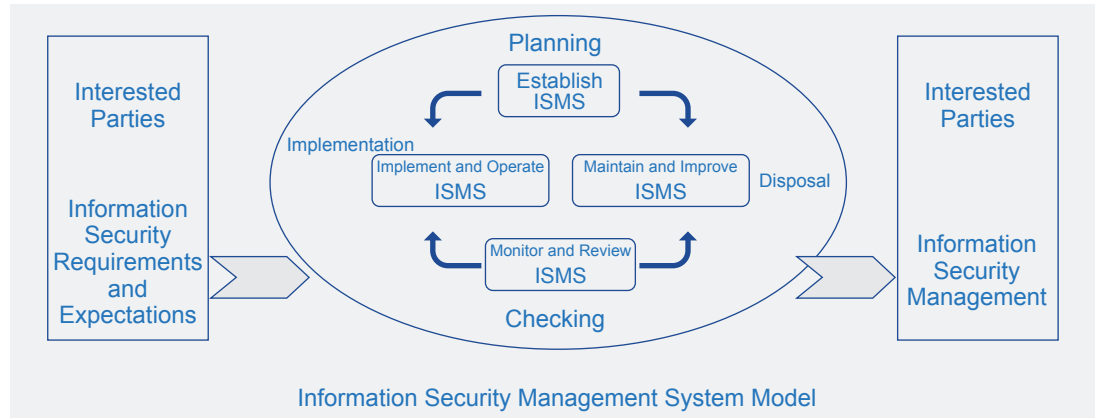 Interested
Parties
Information
Security
Requirements
and
Expectations
Planning
Establish
ISMS
Implementation
Implement and Operate
ISMS
Maintain and Improve
ISMS
Disposal
Monitor and Review
ISMS
Checking
Interested
Parties
Information
Security
Management
Information Security Management System Model